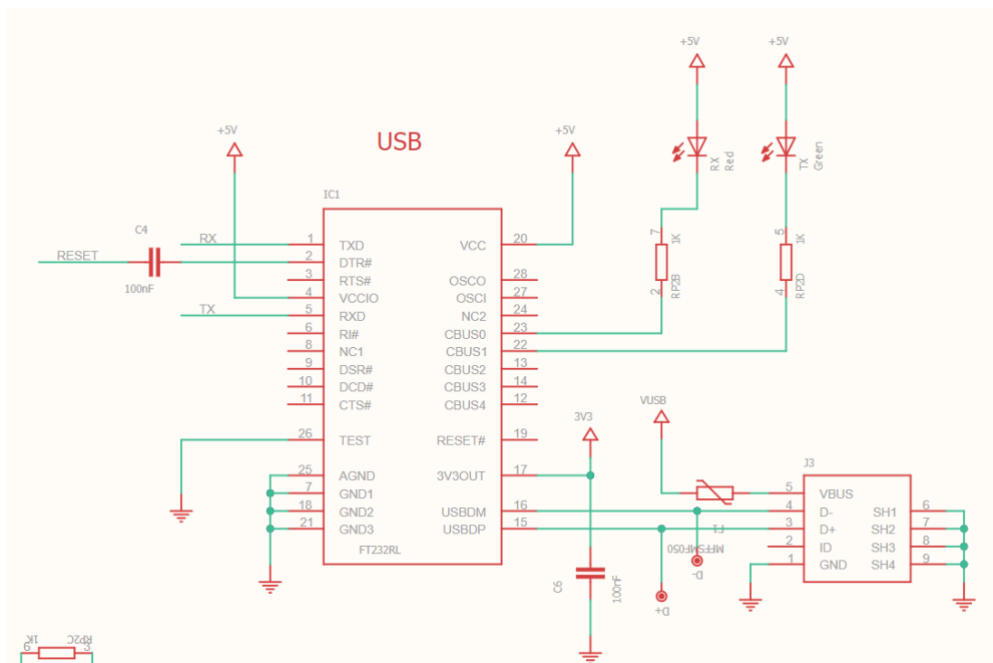 +5V
+5V
+5V
USB
+5V
RX
Red
TX
Green
IC1
C4
100nF
RESET
RX
TX
1 TXD
2 DTR#
3 RTS#
4 VCCIO
5 RXD
6 RI#
8 NC1
9 DSR#
10 DCD#
11 CTS#
26 TEST
25 AGND
7 GND1
18 GND2
21 GND3
VCC 20
OSCO 28
OSCI 27
NC2 24
CBUS0 23
CBUS1 22
CBUS2 13
CBUS3 14
CBUS4 12
RESET# 19
3V3OUT 17
USBDM 16
USBDP 15
FT232RL
7
1K
2
RP2B
5
1K
4
RP2D
3V3
VUSB
J3
5 VBUS
4 D-
3 D+
2 ID
1 GND
SH1 6
SH2 7
SH3 8
SH4 9
F1
MFFSMF050
D-
D+
C6
100nF
1K
RP2C
6
3